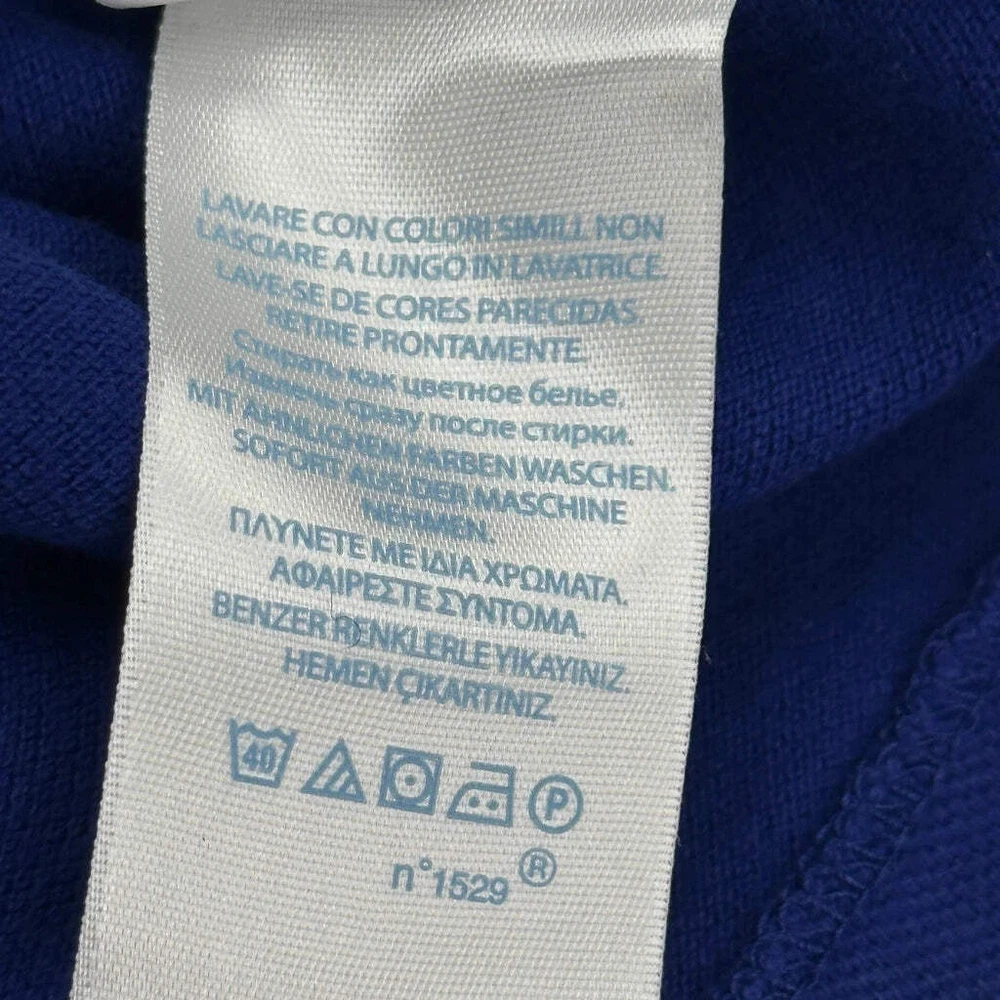 LAVARE CON COLORI SIMILI. NON
LASCIARE A LUNGO IN LAVATRICE.
LAVE-SE DE CORES PARECIDAS.
RETIRE PRONTAMENTE.
Стирать как цветное белье.
Извлечь сразу после стирки.
MIT ÄHNLICHEN FARBEN WASCHEN.
SOFORT AUS DER MASCHINE
NEHMEN.
ΠΛΥΝΕΤΕ ΜΕ ΙΔΙΑ ΧΡΩΜΑΤΑ.
ΑΦΑΙΡΕΣΤΕ ΣΥΝΤΟΜΑ.
BENZER RENKLERLE YIKAYINIZ.
HEMEN ÇIKARTINIZ.
40 P
n°1529 ®